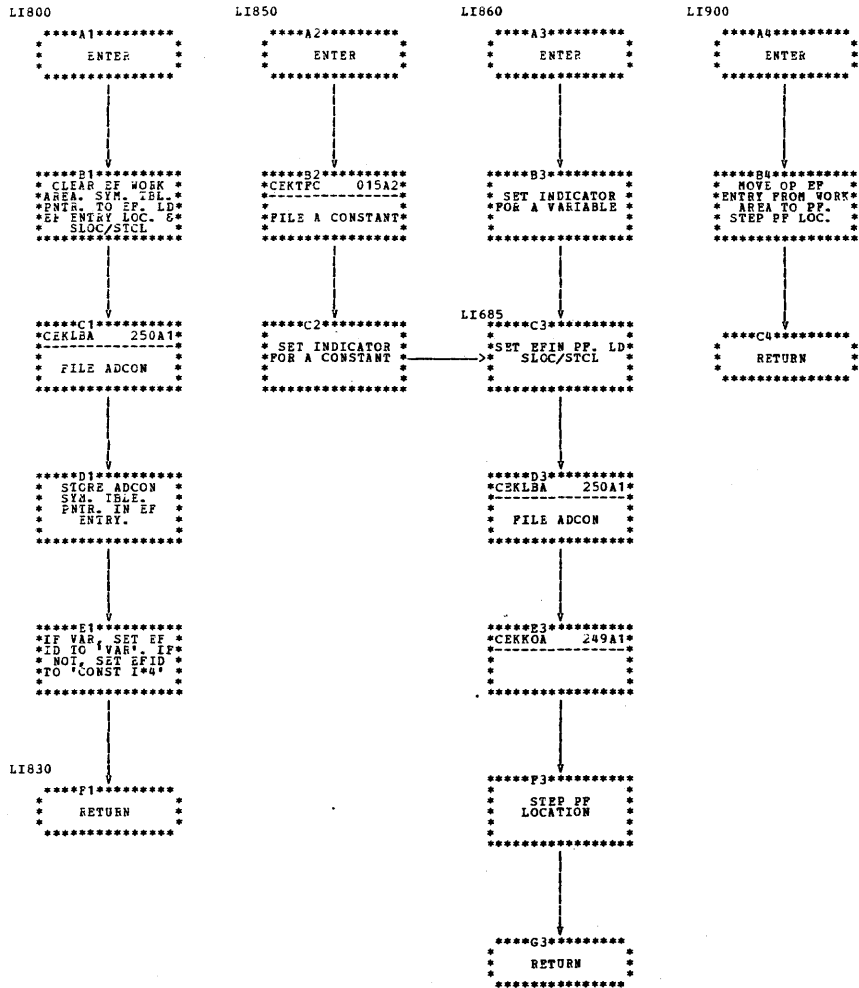 LI800
LI850
LI860
LI900
A1
ENTER
A2
ENTER
A3
ENTER
A4
ENTER
B1
CLEAR EF WORK
AREA. SYM. TBL.
PNTR. TO EF. LD
EF ENTRY LOC. &
SLOC/STCL
B2
CEKTFC 015A2
FILE A CONSTANT
B3
SET INDICATOR
FOR A VARIABLE
B4
MOVE OP EF
ENTRY FROM WORK
AREA TO PF.
STEP PF LOC.
LI685
C1
CEKLBA 250A1
FILE ADCON
C2
SET INDICATOR
FOR A CONSTANT
C3
SET EFIN PF. LD
SLOC/STCL
C4
RETURN
D1
STORE ADCON
SYM. TBLE.
PNTR. IN EF
ENTRY.
D3
CEKLBA 250A1
FILE ADCON
E1
IF VAR, SET EF
ID TO 'VAR'. IF
NOT, SET EFID
TO 'CONST I*4'
E3
CEKKOA 249A1
LI830
F1
RETURN
F3
STEP PF
LOCATION
G3
RETURN